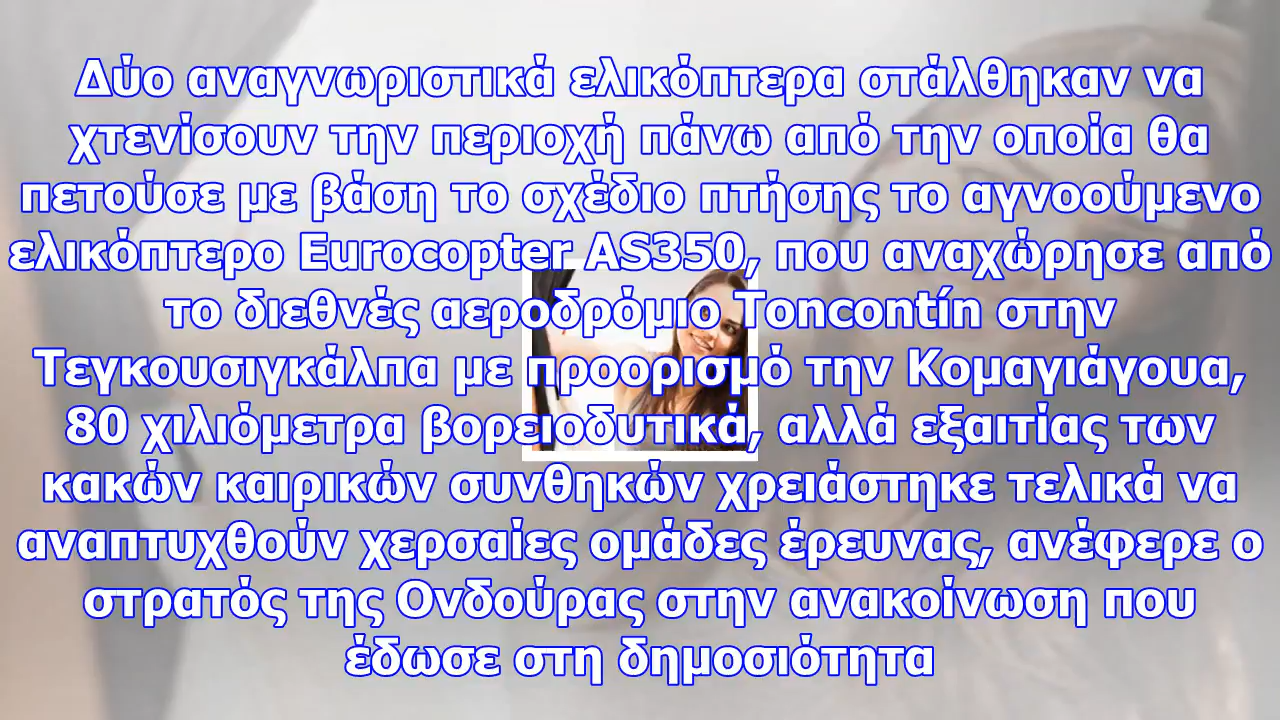 Δύο αναγνωριστικά ελικόπτερα στάλθηκαν να
χτενίσουν την περιοχή πάνω από την οποία θα
πετούσε με βάση το σχέδιο πτήσης το αγνοούμενο
ελικόπτερο Eurocopter AS350, που αναχώρησε από
το διεθνές αεροδρόμιο Toncontín στην
Τεγκουσιγκάλπα με προορισμό την Κομαγιάγουα,
80 χιλιόμετρα βορειοδυτικά, αλλά εξαιτίας των
κακών καιρικών συνθηκών χρειάστηκε τελικά να
αναπτυχθούν χερσαίες ομάδες έρευνας, ανέφερε ο
στρατός της Ονδούρας στην ανακοίνωση που
έδωσε στη δημοσιότητα